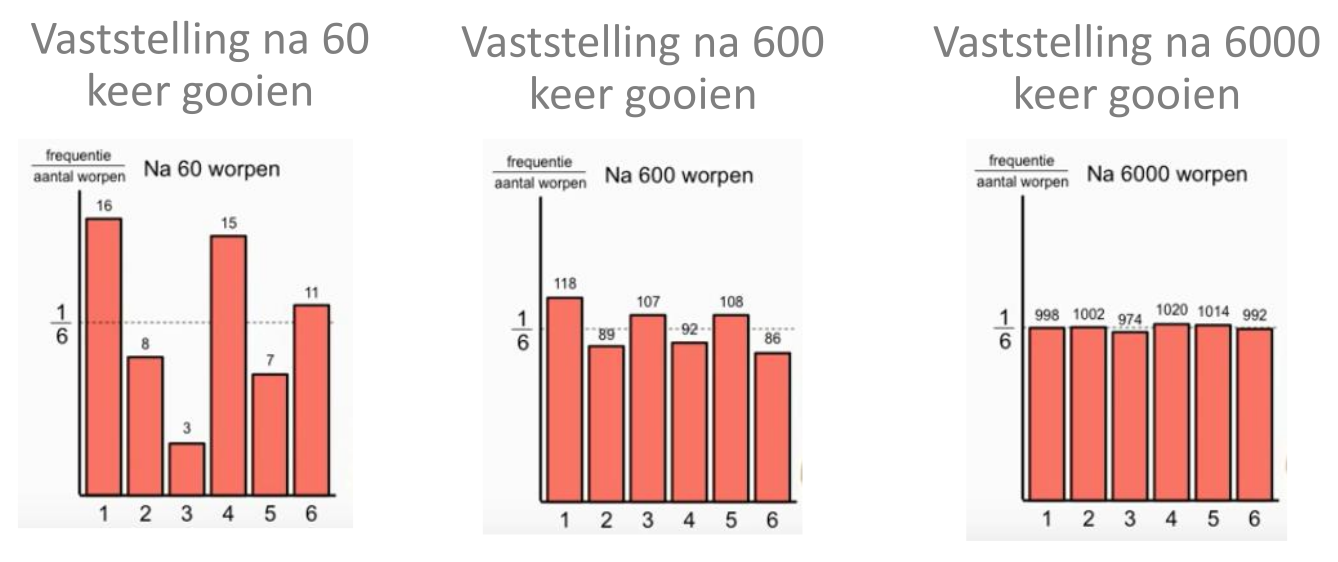 Vaststelling na 60
keer gooien
frequentie
aantal worpen
Na 60 worpen
16
8
3
15
7
11
1
6
1 2 3 4 5 6
Vaststelling na 600
keer gooien
frequentie
aantal worpen
Na 600 worpen
118
89
107
92
108
86
1
6
1 2 3 4 5 6
Vaststelling na 6000
keer gooien
frequentie
aantal worpen
Na 6000 worpen
998 1002 974 1020 1014 992
1
6
1 2 3 4 5 6